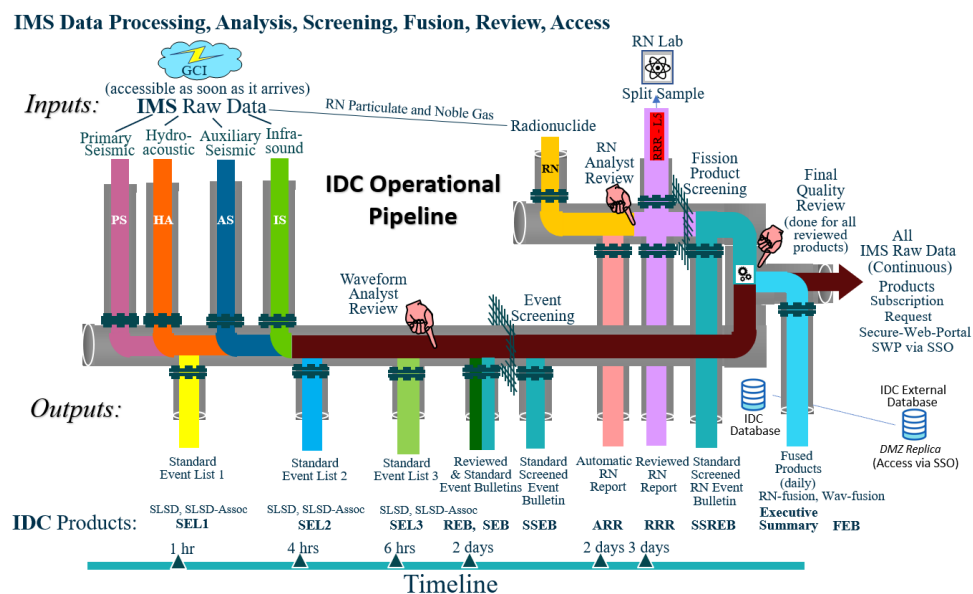 IMS Data Processing, Analysis, Screening, Fusion, Review, Access
GCI
(accessible as soon as it arrives)
Inputs:
IMS Raw Data
RN Particulate and Noble Gas
Primary
Seismic
Hydro-
acoustic
Auxiliary
Seismic
Infra-
sound
Radionuclide
RN Lab
Split Sample
RRR - LS
RN
RN
Analyst
Review
Fission
Product
Screening
Final
Quality
Review
(done for all
reviewed
products)
IDC Operational
Pipeline
PS
HA
AS
IS
All
IMS Raw Data
(Continuous)
Products
Subscription
Request
Secure-Web-Portal
SWP via SSO
Waveform
Analyst
Review
Event
Screening
Outputs:
IDC
Database
IDC External
Database
DMZ Replica
(Access via SSO)
Standard
Event List 1
Standard
Event List 2
Standard
Event List 3
Reviewed
& Standard
Event Bulletins
Standard
Screened
Event
Bulletin
Automatic
RN
Report
Reviewed
RN
Report
Standard
Screened
RN Event
Bulletin
Fused
Products
(daily)
RN-fusion, Wav-fusion
IDC Products:
SLSD, SLSD-Assoc
SEL1
SLSD, SLSD-Assoc
SEL2
SLSD, SLSD-Assoc
SEL3
REB, SEB
SSEB
ARR
RRR
SSREB
Executive
Summary
FEB
1 hr
4 hrs
6 hrs
2 days
2 days
3 days
Timeline